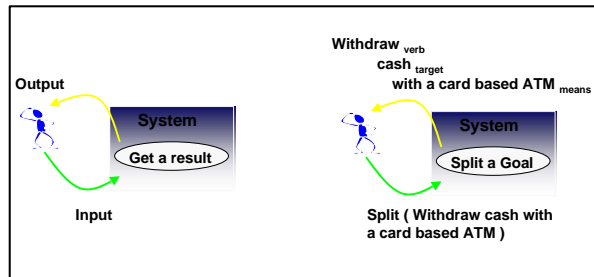 Output
System
Get a result
Input
Withdraw verb
cash target
with a card based ATM means
System
Split a Goal
Split ( Withdraw cash with
a card based ATM )